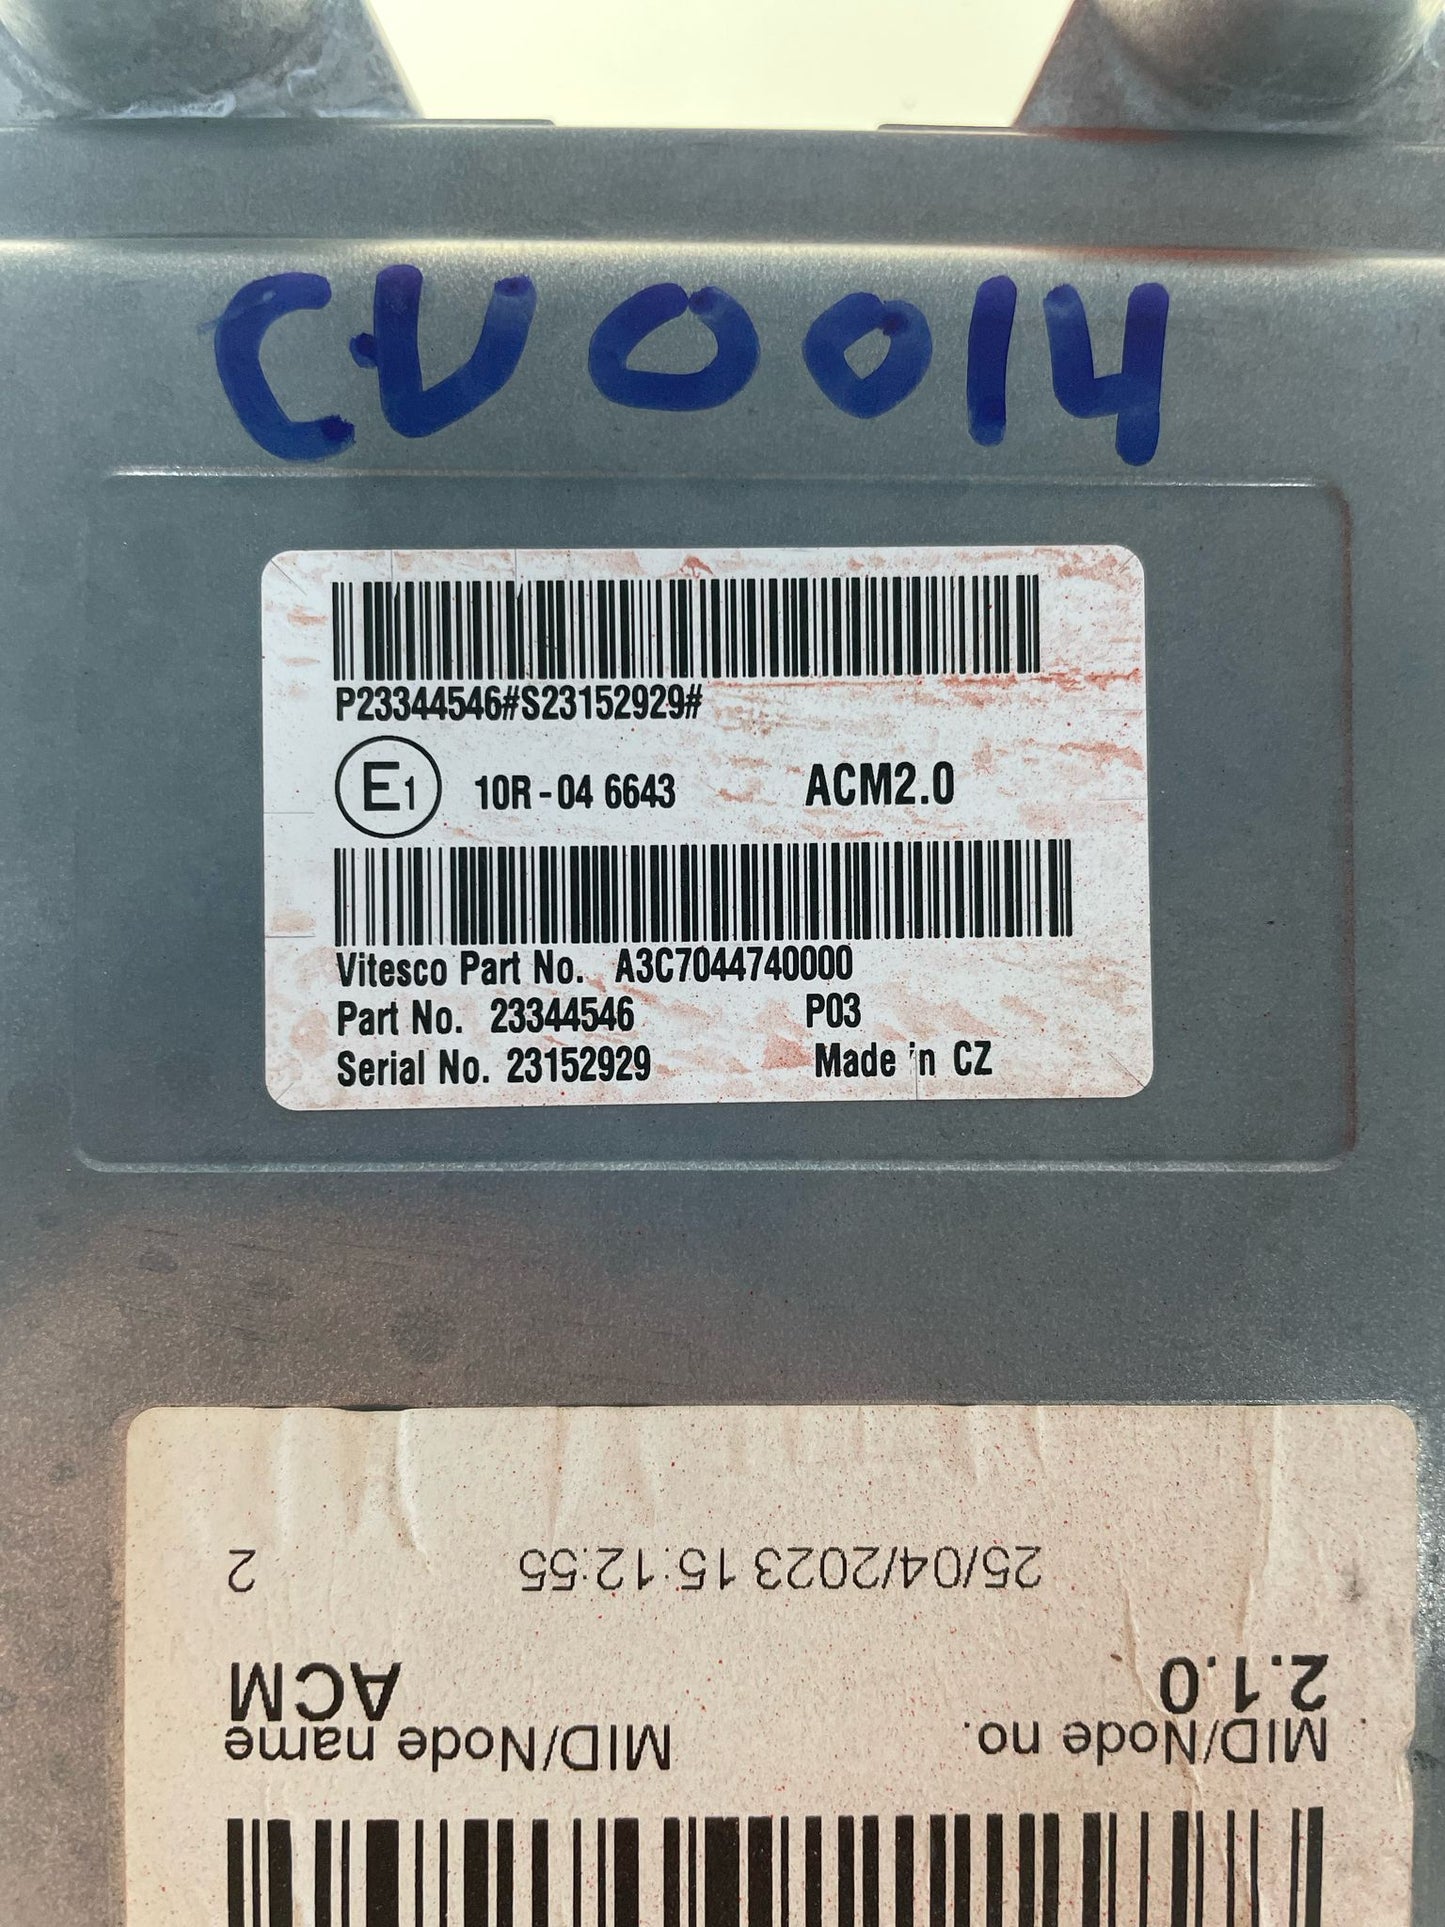 CV0014
P23344546#S23152929#
E1 10R-04 6643 ACM2.0
Vitesco Part No. A3C7044740000
Part No. 23344546 P03
Serial No. 23152929 Made in CZ
MID/Node no. MID/Node name
2.1.0 ACM
25/04/2023 15:12:55 2